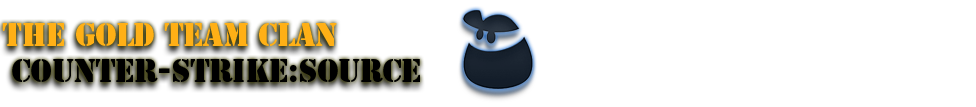 THE GOLD TEAM CLAN
COUNTER-STRIKE:SOURCE